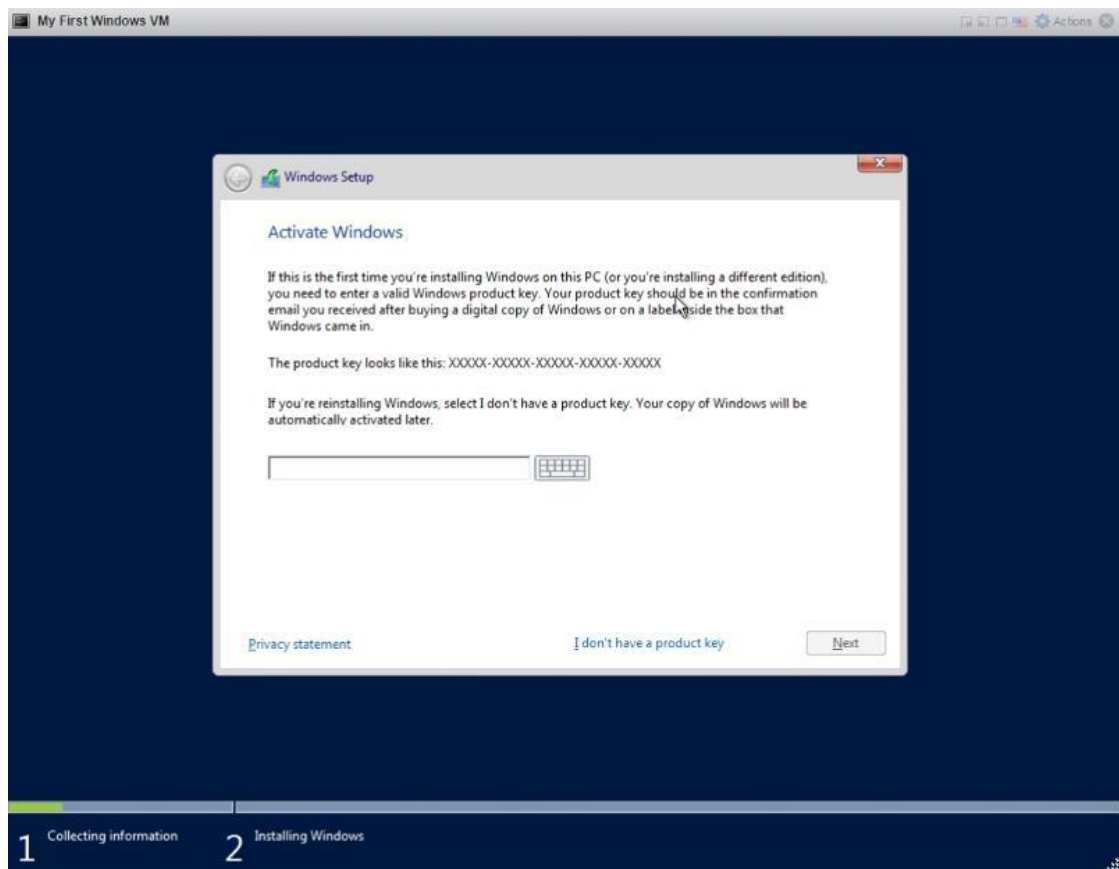 My First Windows VM
Actions
Windows Setup
Activate Windows
If this is the first time you're installing Windows on this PC (or you're installing a different edition),
you need to enter a valid Windows product key. Your product key should be in the confirmation
email you received after buying a digital copy of Windows or on a label inside the box that
Windows came in.
The product key looks like this: XXXXX-XXXXX-XXXXX-XXXXX-XXXXX
If you're reinstalling Windows, select I don't have a product key. Your copy of Windows will be
automatically activated later.
Privacy statement
I don't have a product key
Next
1 Collecting information
2 Installing Windows